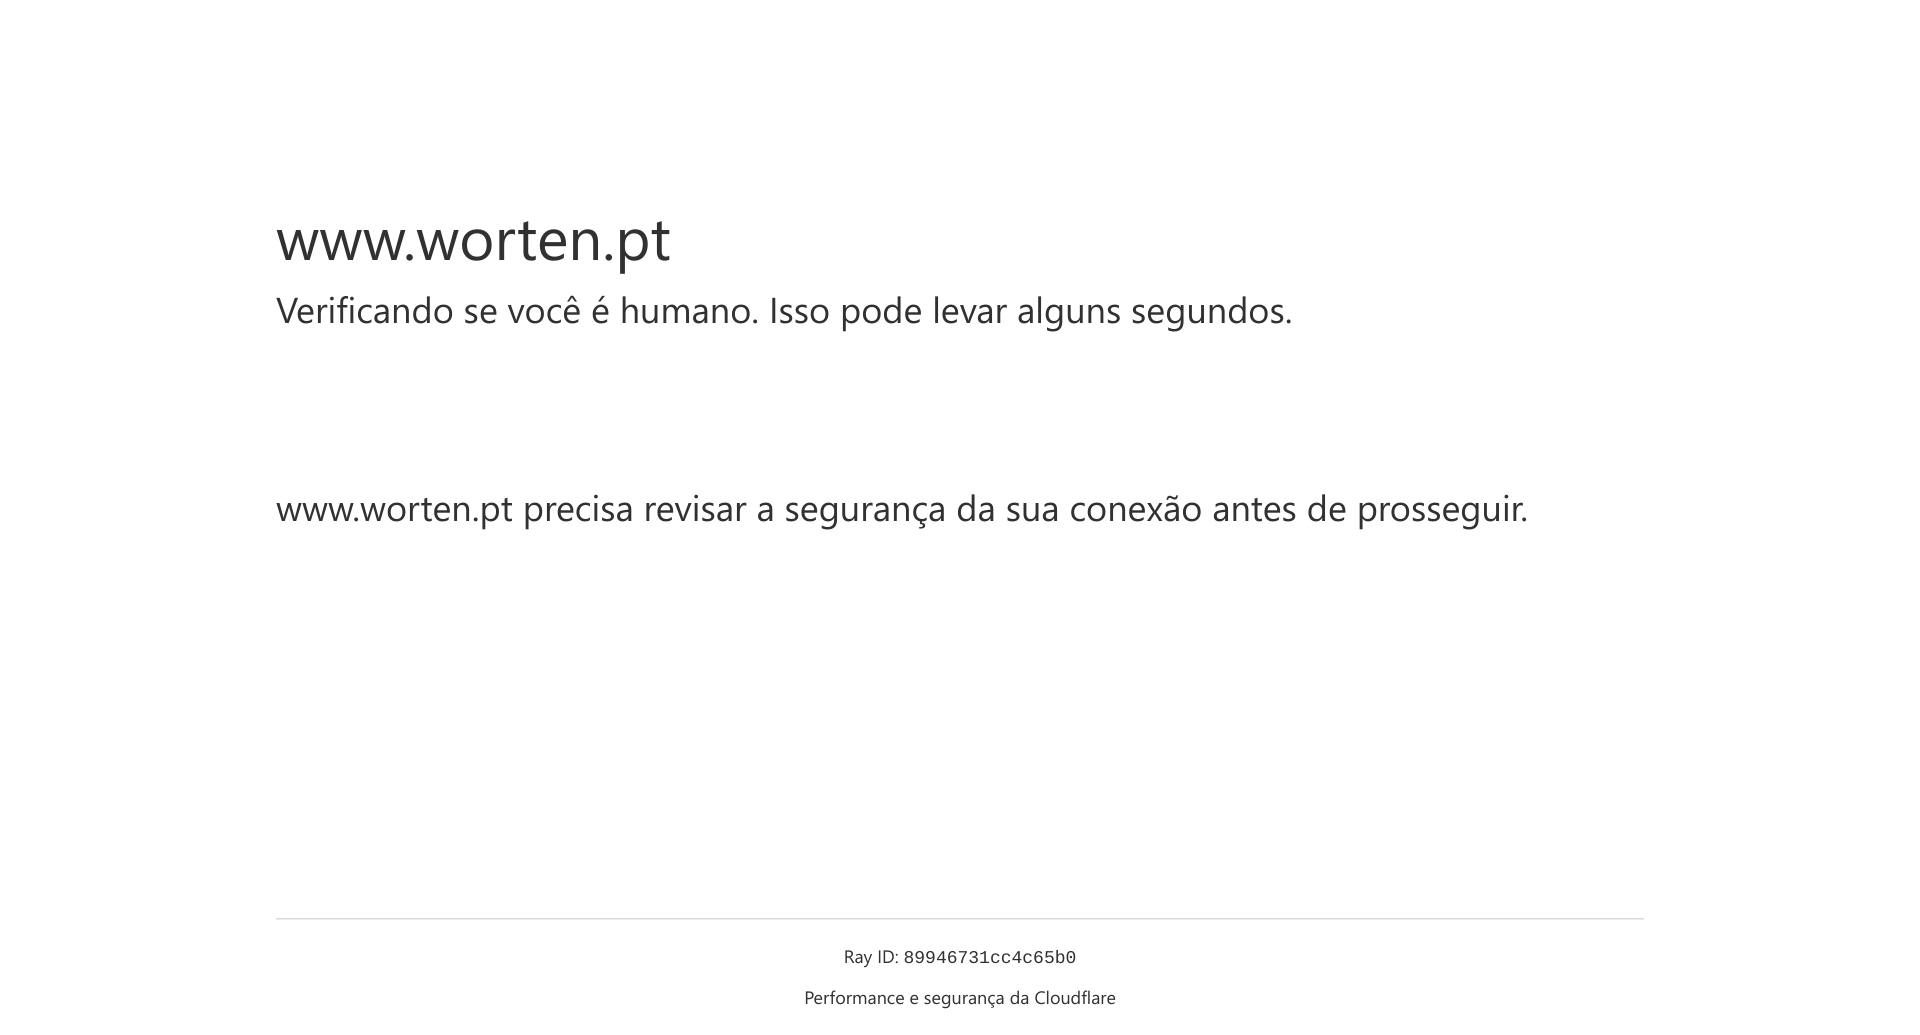 www.worten.pt
Verificando se você é humano. Isso pode levar alguns segundos.
www.worten.pt precisa revisar a segurança da sua conexão antes de prosseguir.
Ray ID: 89946731cc4c65b0
Performance e segurança da Cloudflare